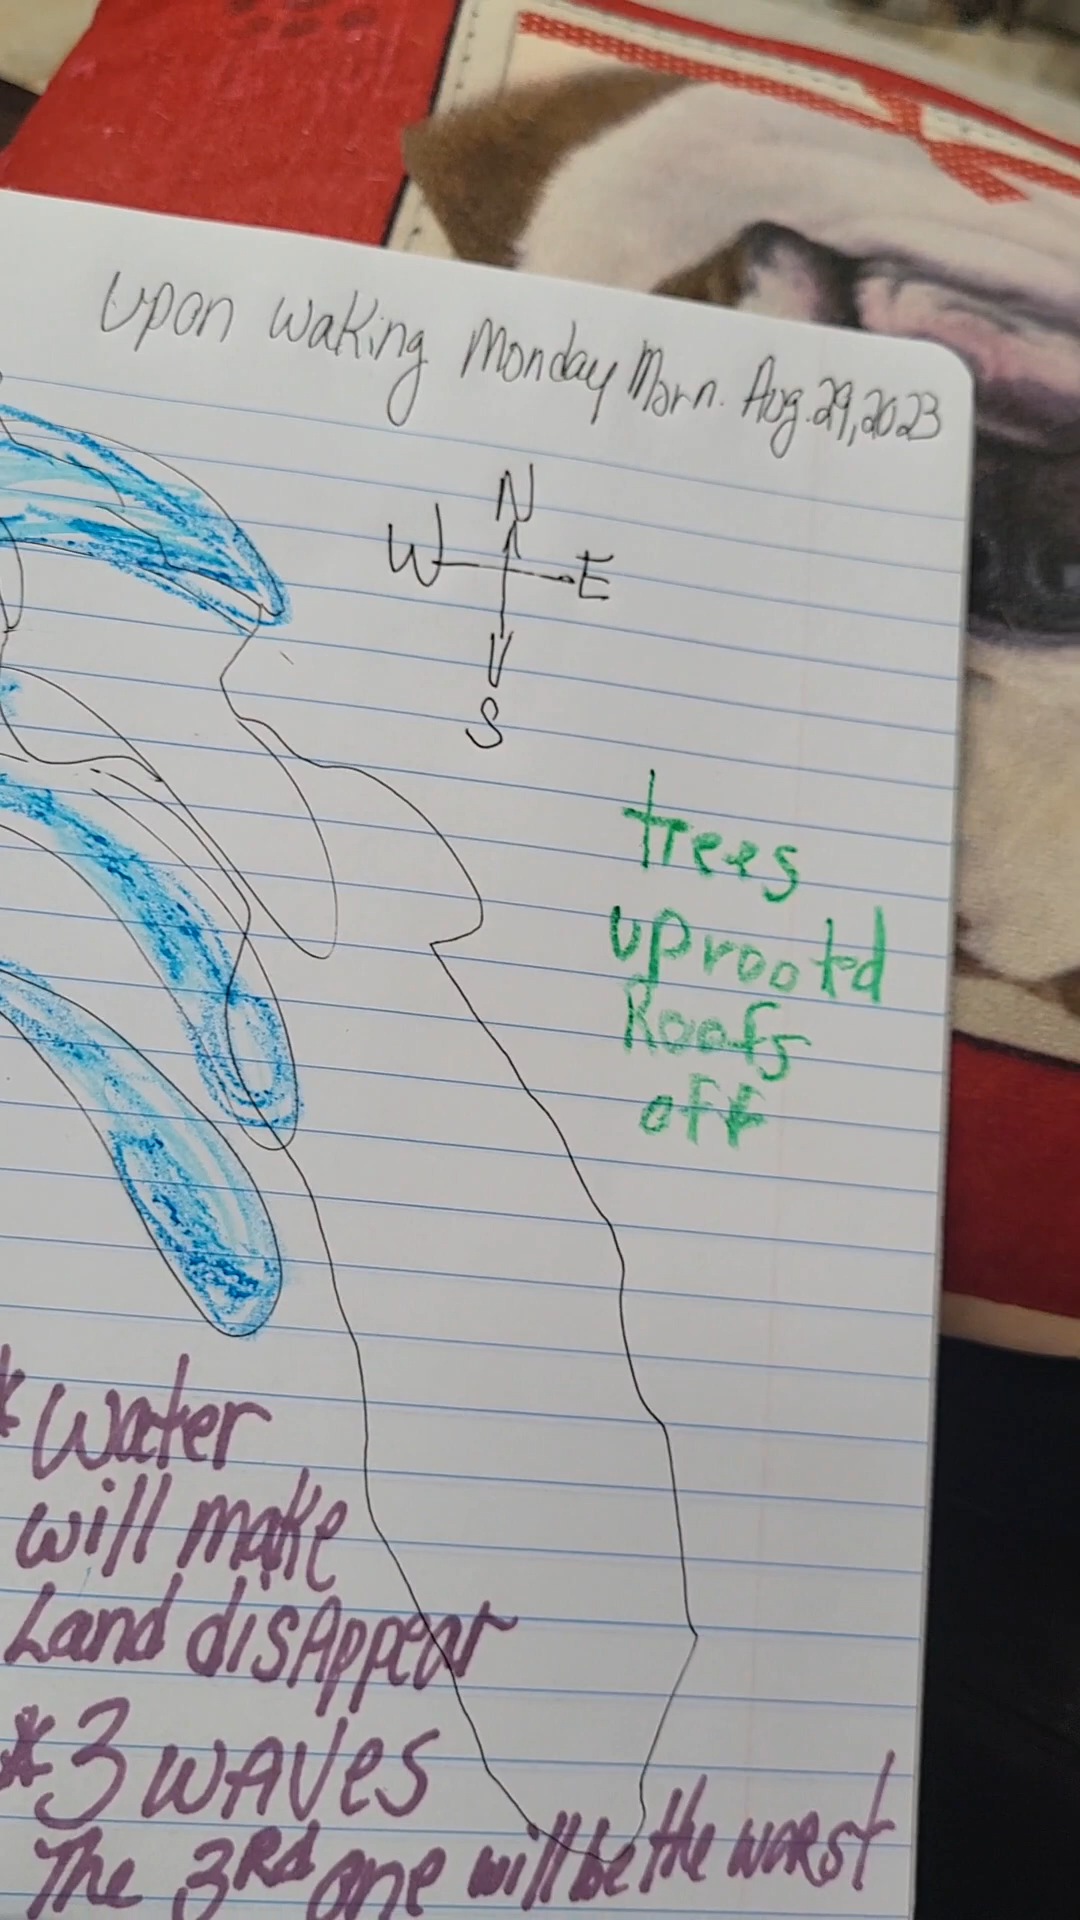 Upon waking Monday Morn. Aug. 29, 2023
N
W E
S
trees
uprootd
Roofs
off
* Water
will make
Land disAppear
* 3 WAVES
The 3Rd one will be the worst